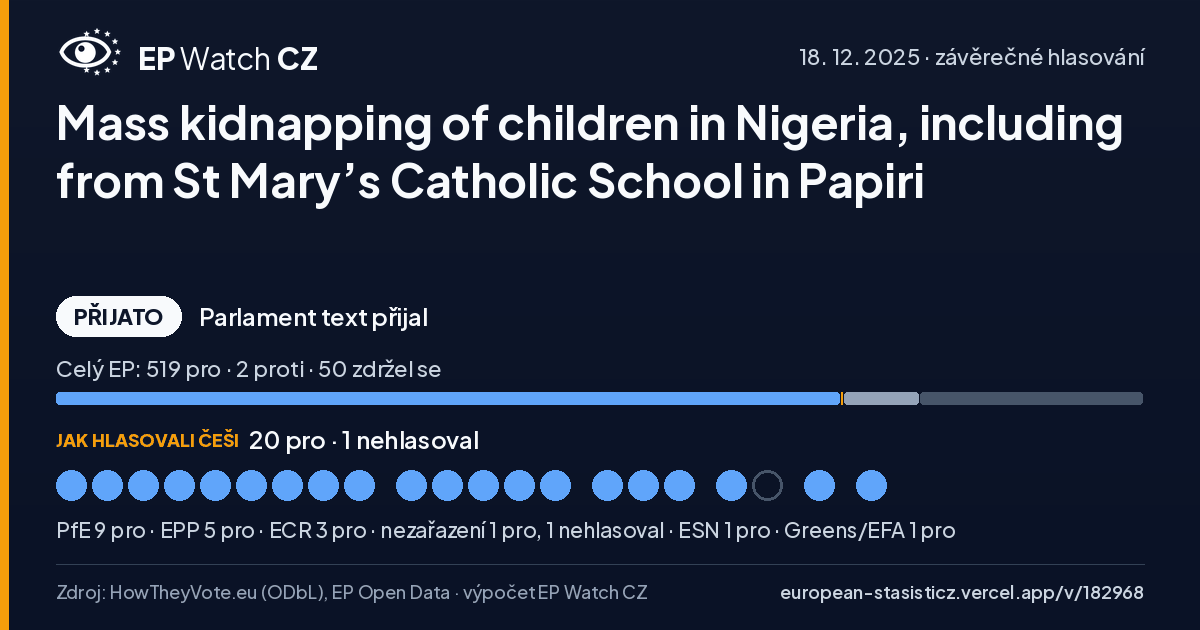 EP Watch CZ
18. 12. 2025 · závěrečné hlasování
Mass kidnapping of children in Nigeria, including
from St Mary’s Catholic School in Papiri
PŘIJATO Parlament text přijal
Celý EP: 519 pro · 2 proti · 50 zdržel se
JAK HLASOVALI ČEŠI 20 pro · 1 nehlasoval
PfE 9 pro · EPP 5 pro · ECR 3 pro · nezařazení 1 pro, 1 nehlasoval · ESN 1 pro · Greens/EFA 1 pro
Zdroj: HowTheyVote.eu (ODbL), EP Open Data · výpočet EP Watch CZ
european-stasisticz.vercel.app/v/182968